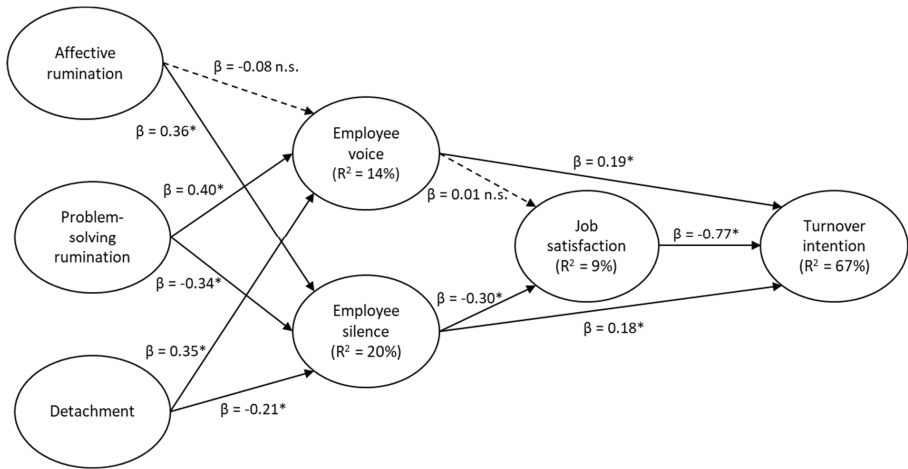 Affective
rumination
β = -0.08 n.s.
β = 0.36*
Employee
voice
(R² = 14%)
β = 0.19*
β = 0.40*
β = 0.01 n.s.
Problem-
solving
rumination
Job
satisfaction
(R² = 9%)
β = -0.77*
Turnover
intention
(R² = 67%)
β = -0.34*
Employee
silence
(R² = 20%)
β = -0.30*
β = 0.18*
β = 0.35*
Detachment
β = -0.21*